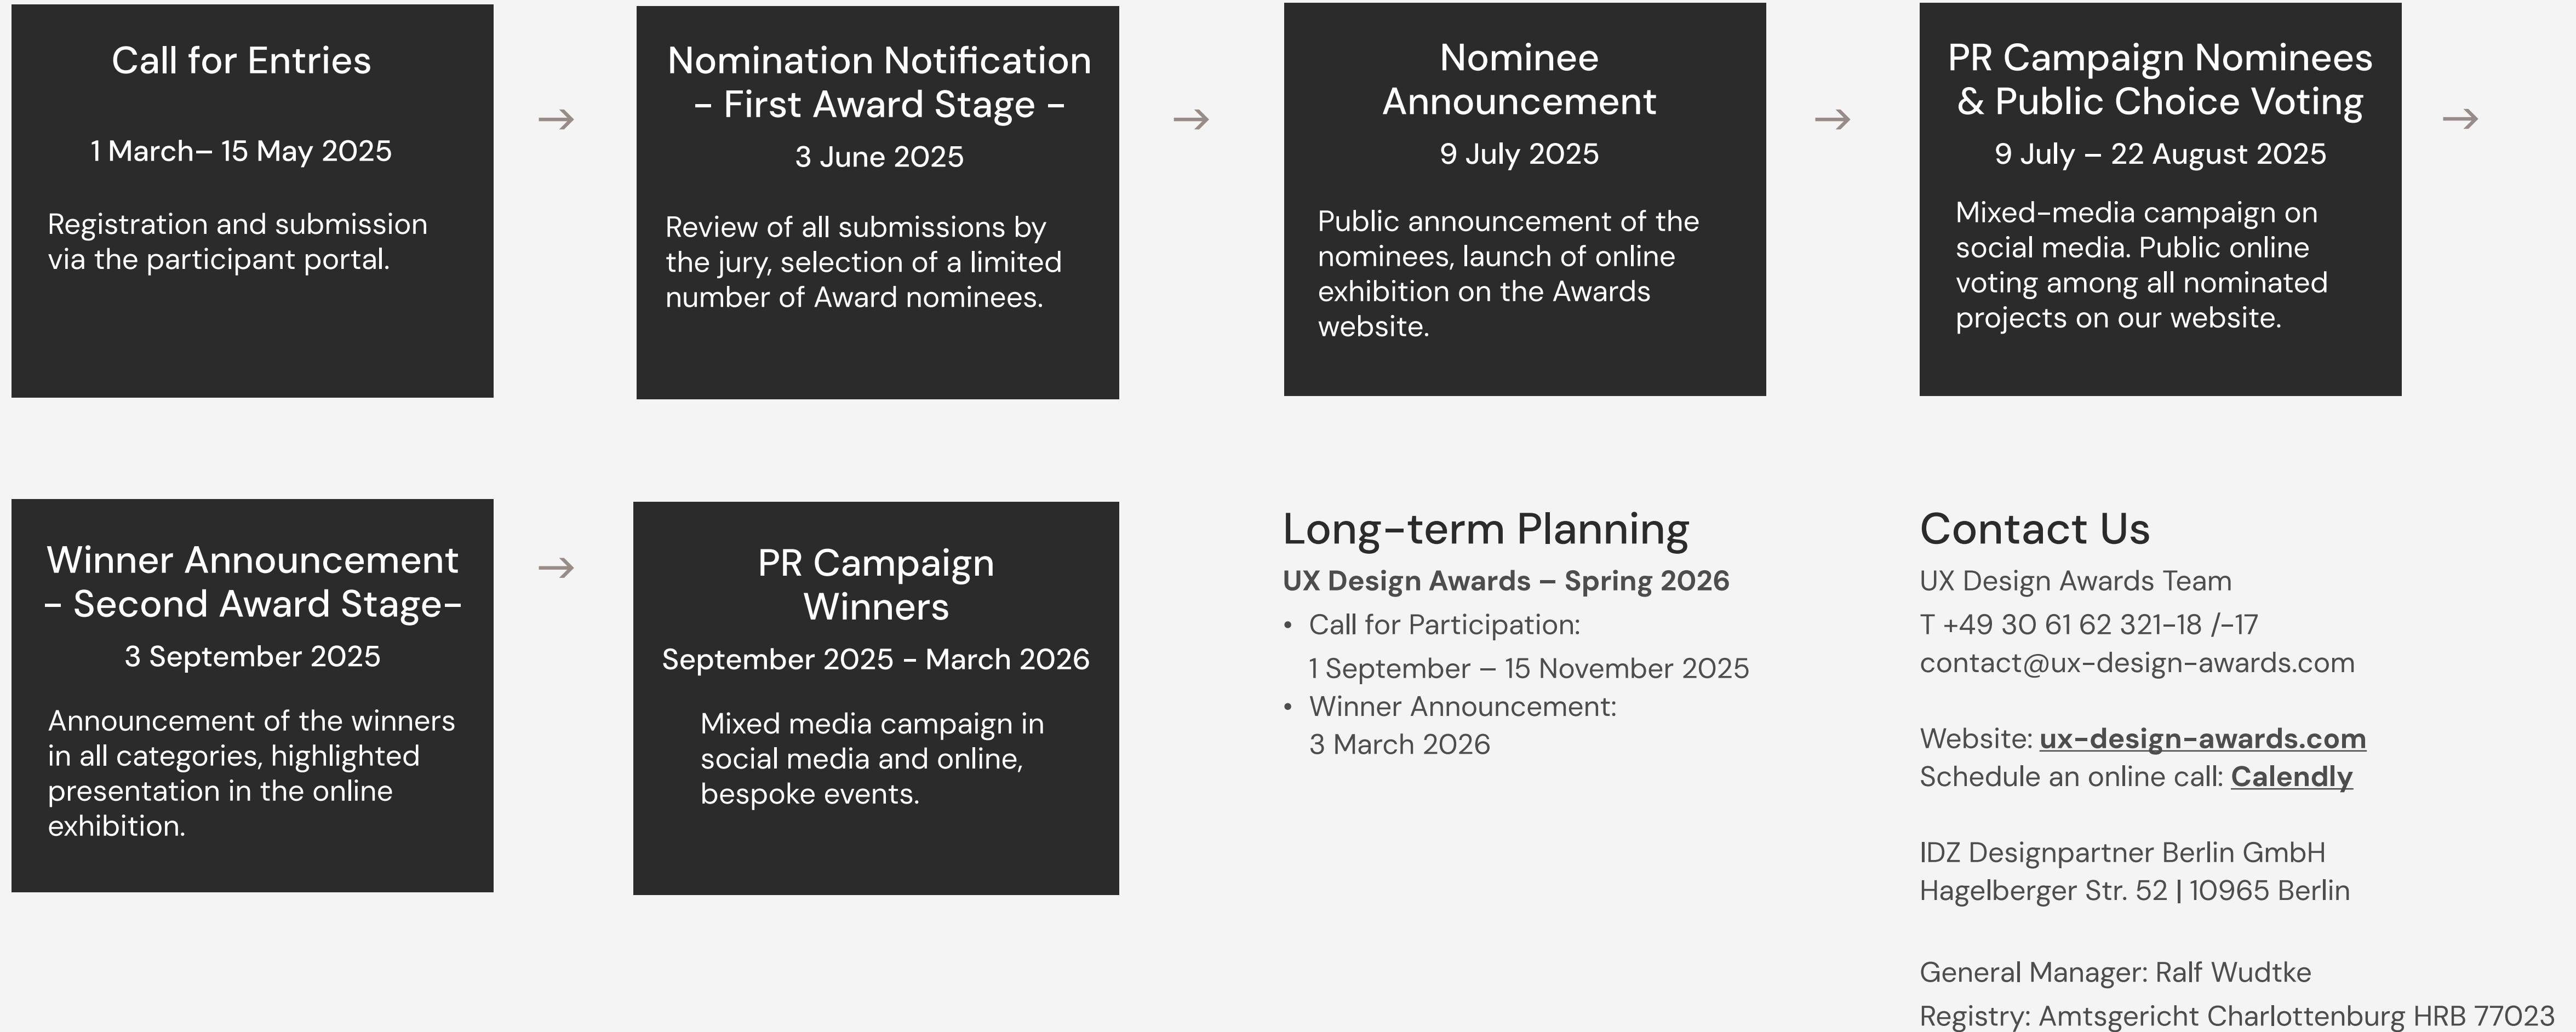 Call for Entries
1 March– 15 May 2025
Registration and submission
via the participant portal.
→
Nomination Notification
- First Award Stage -
3 June 2025
Review of all submissions by
the jury, selection of a limited
number of Award nominees.
→
Nominee
Announcement
9 July 2025
Public announcement of the
nominees, launch of online
exhibition on the Awards
website.
→
PR Campaign Nominees
& Public Choice Voting
9 July – 22 August 2025
Mixed-media campaign on
social media. Public online
voting among all nominated
projects on our website.
→
Winner Announcement
- Second Award Stage-
3 September 2025
Announcement of the winners
in all categories, highlighted
presentation in the online
exhibition.
→
PR Campaign
Winners
September 2025 - March 2026
Mixed media campaign in
social media and online,
bespoke events.
Long-term Planning
UX Design Awards – Spring 2026
• Call for Participation:
1 September – 15 November 2025
• Winner Announcement:
3 March 2026
Contact Us
UX Design Awards Team
T +49 30 61 62 321-18 /-17
contact@ux-design-awards.com
Website: ux-design-awards.com
Schedule an online call: Calendly
IDZ Designpartner Berlin GmbH
Hagelberger Str. 52 | 10965 Berlin
General Manager: Ralf Wudtke
Registry: Amtsgericht Charlottenburg HRB 77023